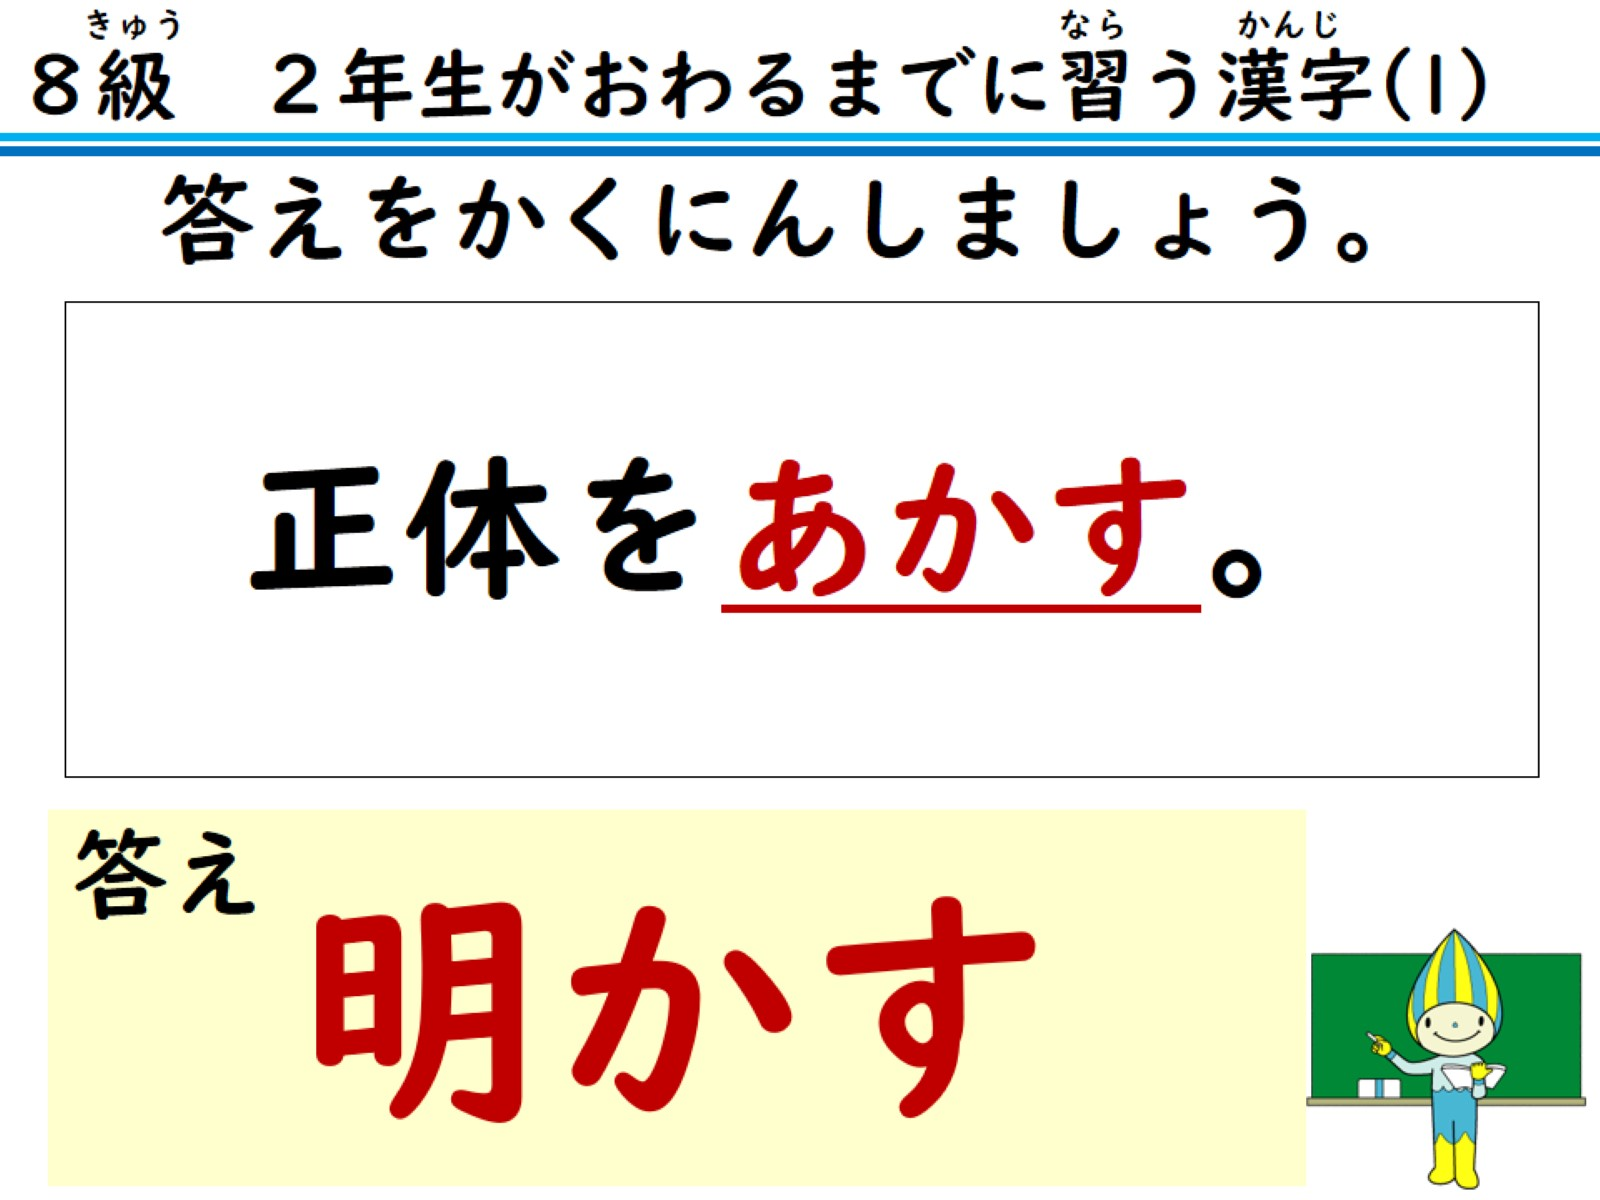 きゅう なら かんじ
８級 ２年生がおわるまでに習う漢字(1)
答えをかくにんしましょう。
正体をあかす。
答え
明かす